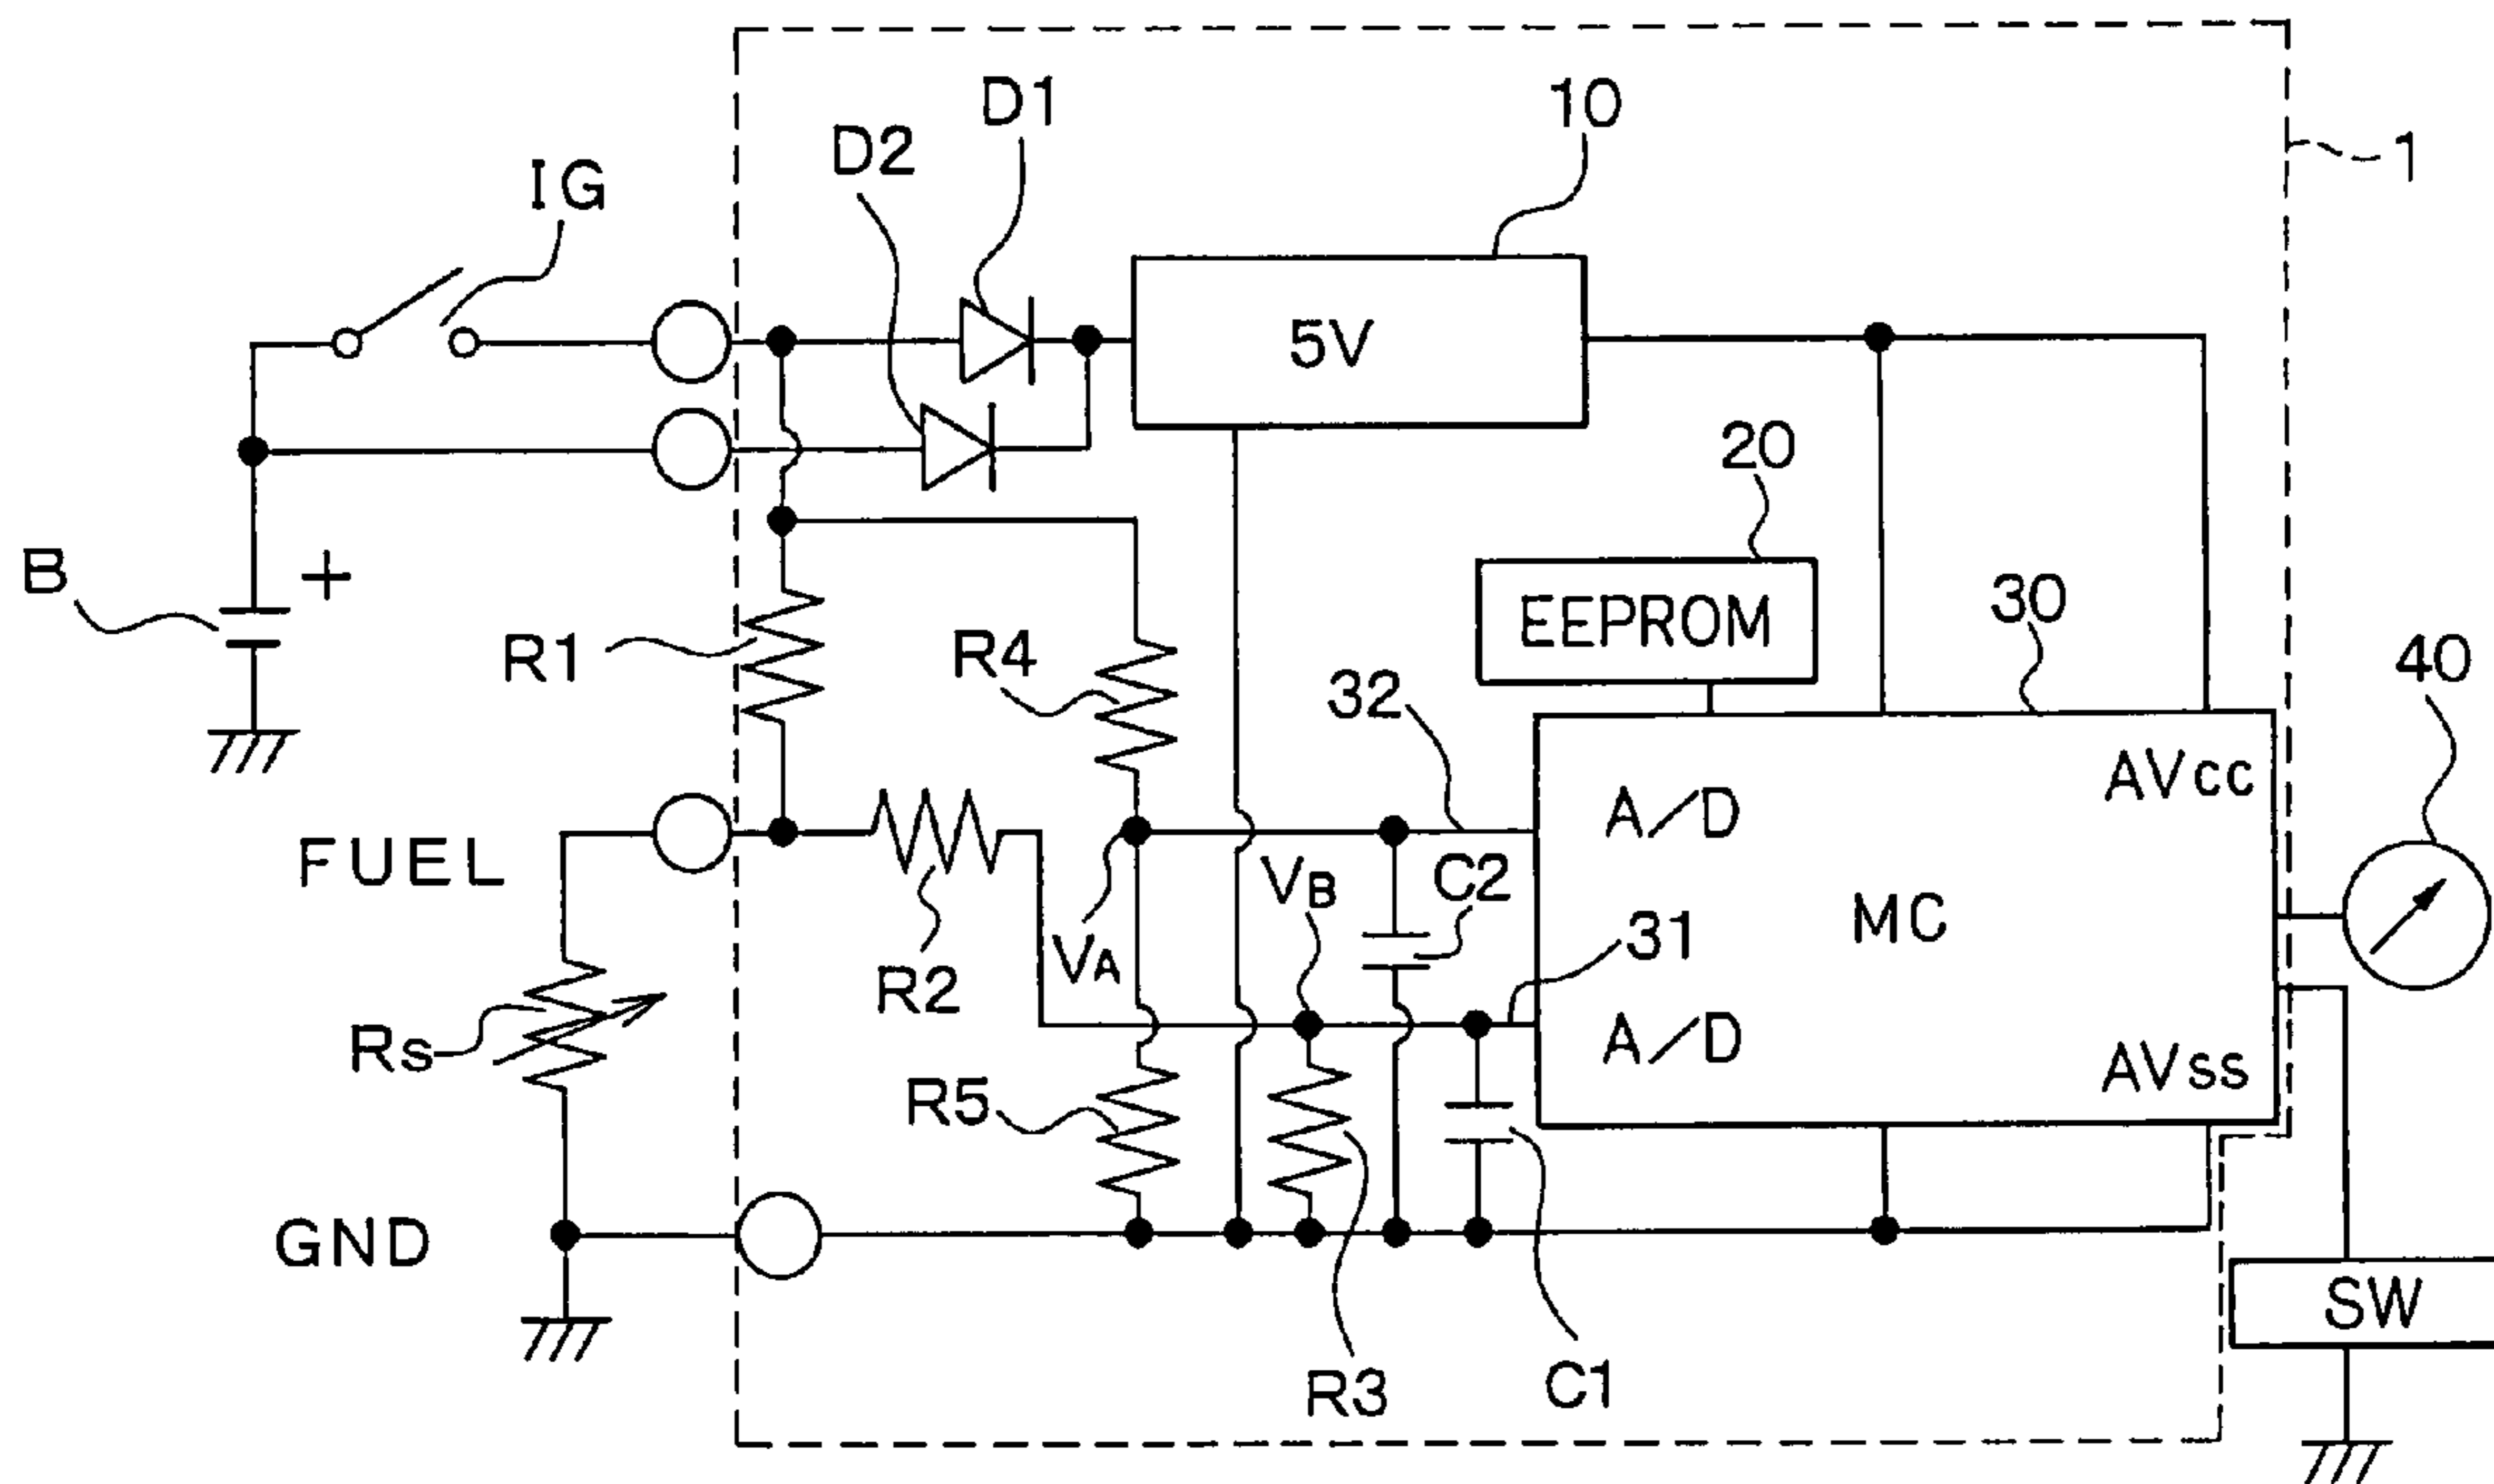 D1
10
D2
1
IG
5V
20
B
+
EEPROM
30
R1
R4
32
40
A/D
AVcc
FUEL
VB
C2
MC
31
VA
R2
Rs
A/D
AVss
R5
GND
SW
R3
C1